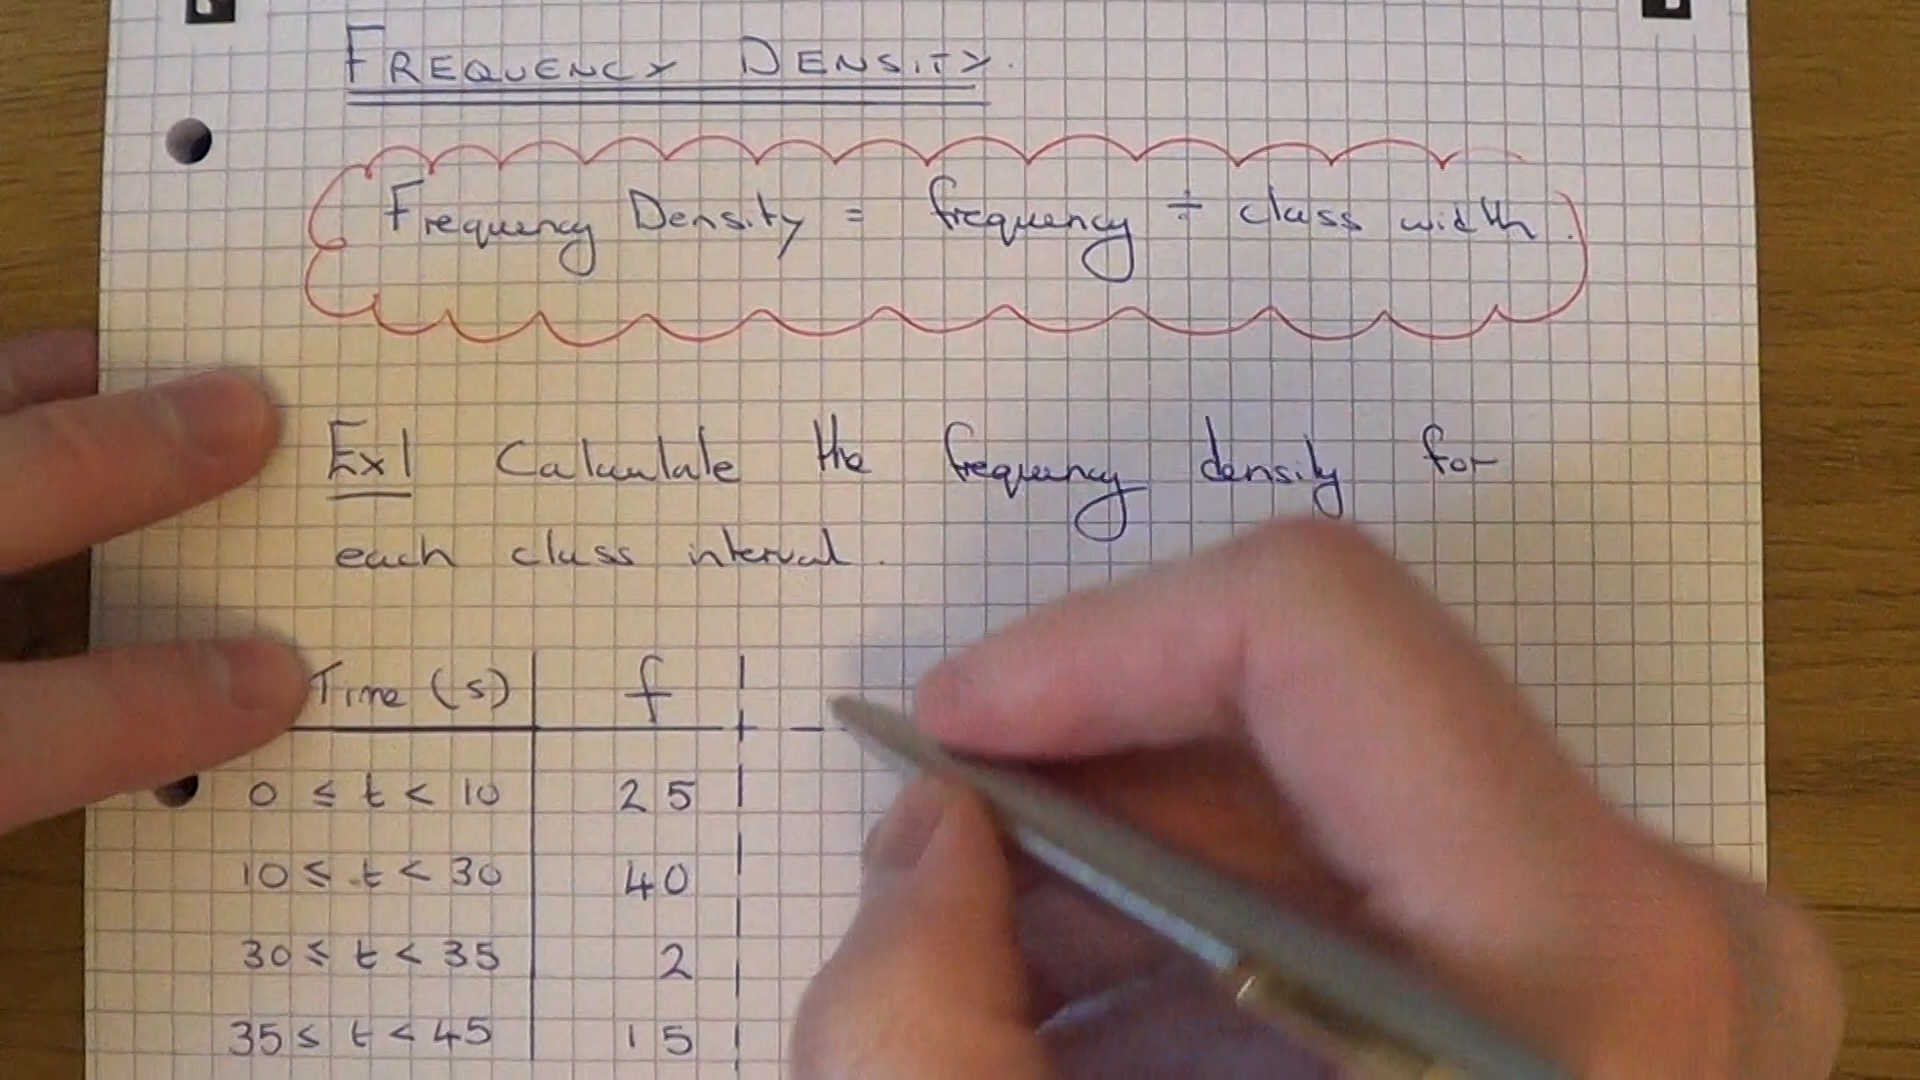 FREQUENCY DENSITY.
Frequency Density = frequency ÷ class width.
Ex1 Calculate the frequency density for
each class interval.
Time (s) f
0 ≤ t < 10 25
10 ≤ t < 30 40
30 ≤ t < 35 2
35 ≤ t < 45 15